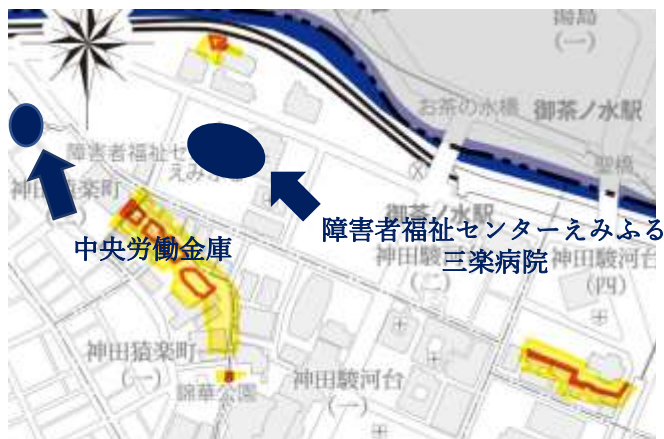 湯島
(一)
お茶の水橋
御茶ノ水駅
聖橋
障害者福祉セン
えみふる
神田猿楽町
中央労働金庫
御茶ノ水駅
障害者福祉センターえみふる
三楽病院
神田駿河台
(二)
神田駿河台
(四)
神田猿楽町
(一)
錦華公園
神田駿河台
(一)